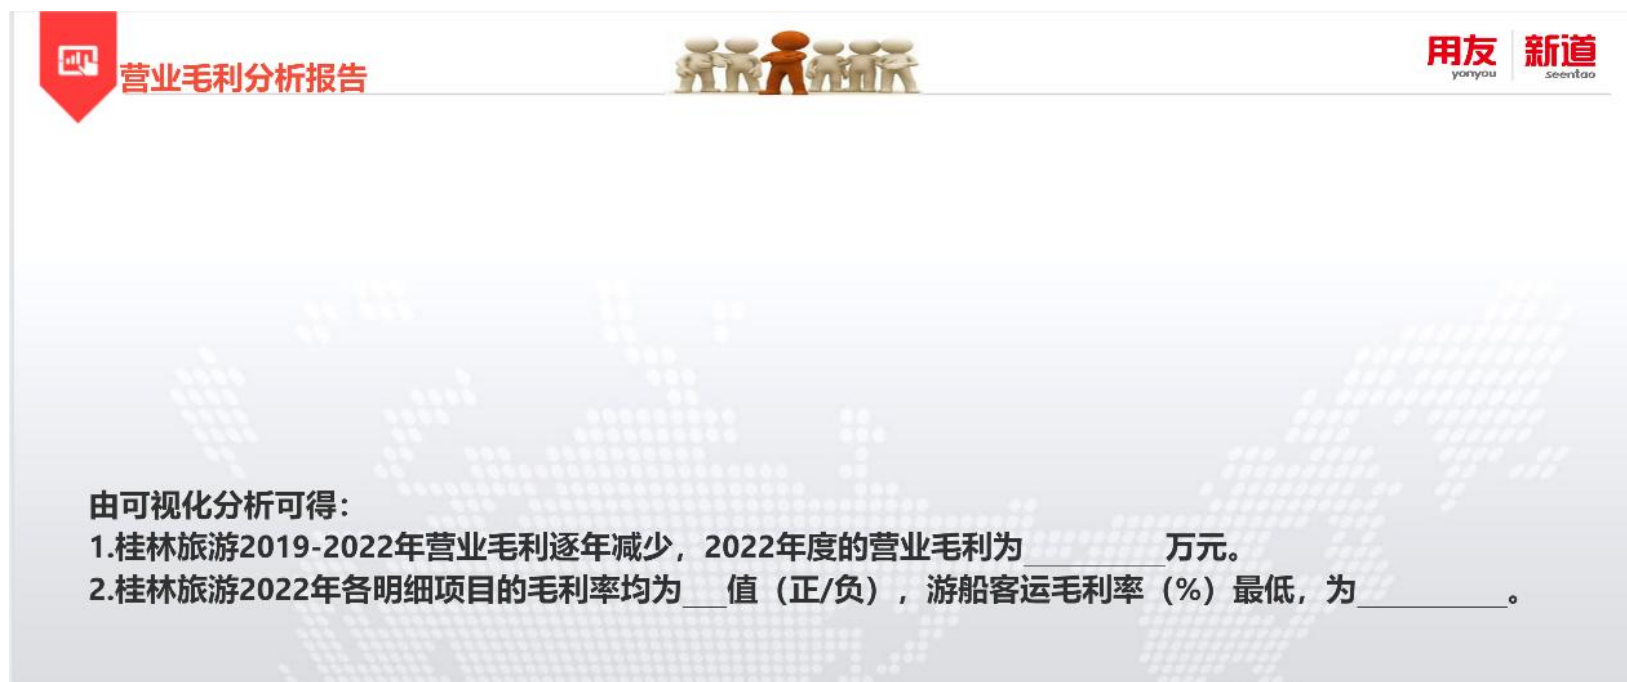 营业毛利分析报告
用友 新道
yonyou seentao
由可视化分析可得：
1.桂林旅游2019-2022年营业毛利逐年减少，2022年度的营业毛利为__________万元。
2.桂林旅游2022年各明细项目的毛利率均为___值（正/负），游船客运毛利率（%）最低，为__________。